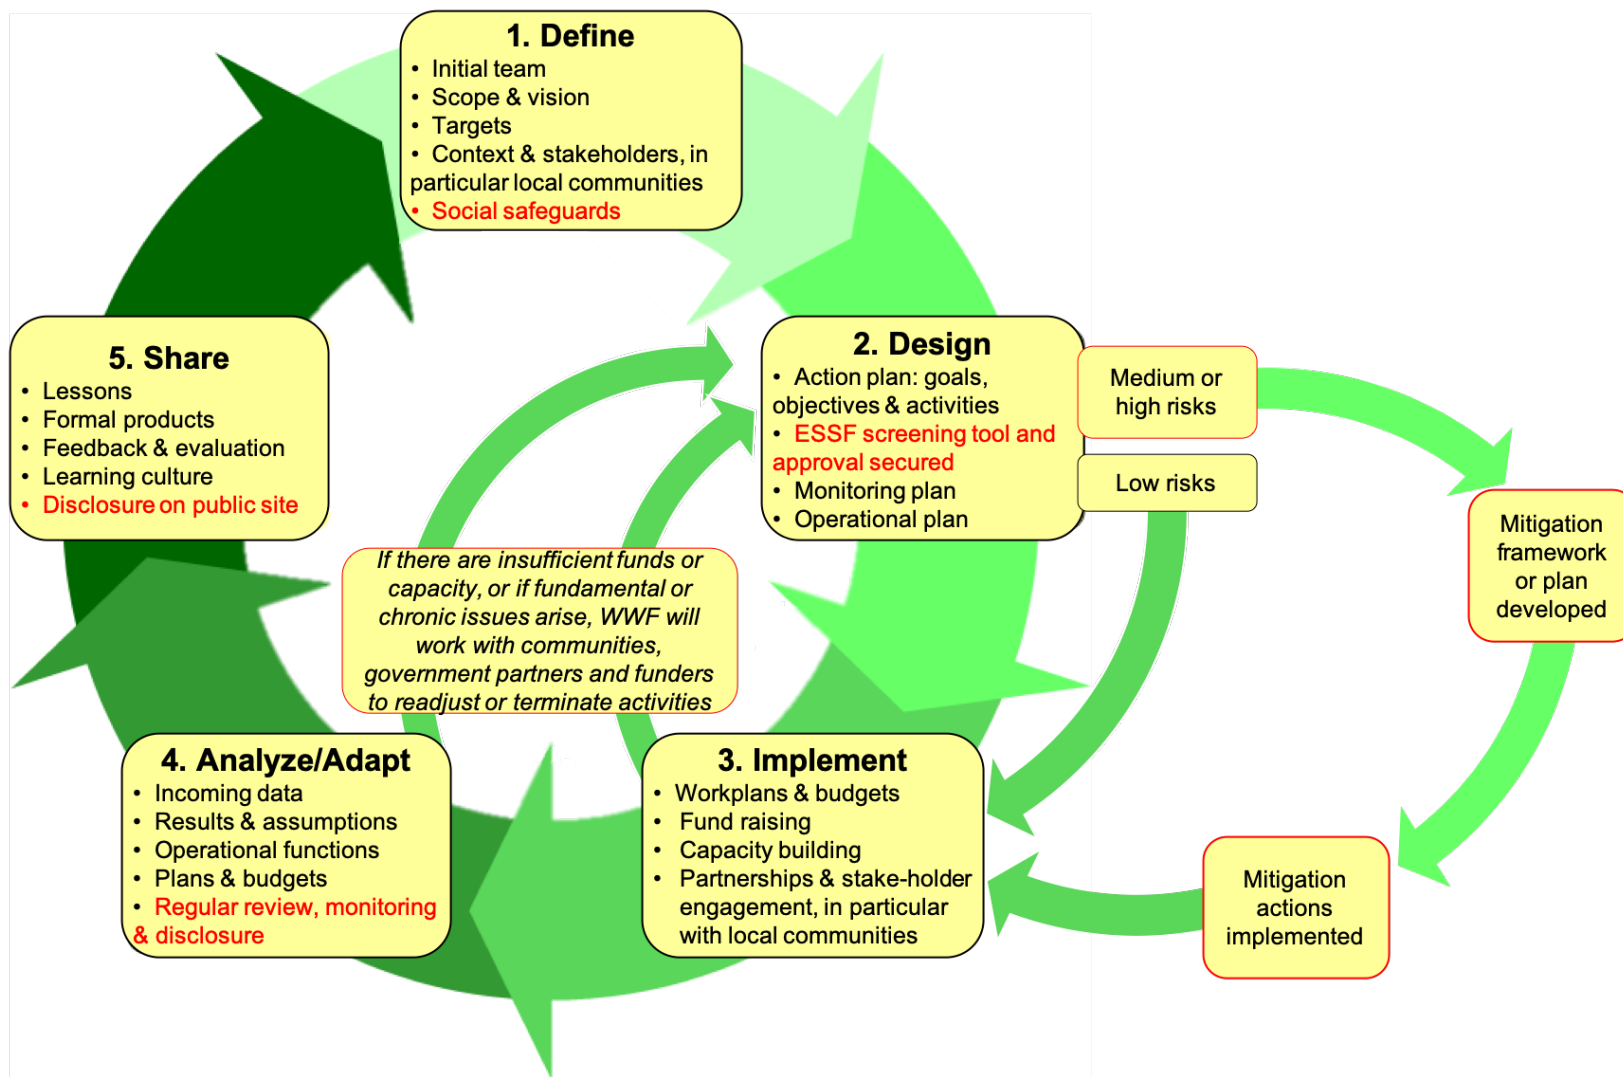 1. Define
• Initial team
• Scope & vision
• Targets
• Context & stakeholders, in
particular local communities
• Social safeguards
2. Design
• Action plan: goals,
objectives & activities
• ESSF screening tool and
approval secured
• Monitoring plan
• Operational plan
Medium or
high risks
Low risks
Mitigation
framework
or plan
developed
Mitigation
actions
implemented
3. Implement
• Workplans & budgets
• Fund raising
• Capacity building
• Partnerships & stake-holder
engagement, in particular
with local communities
4. Analyze/Adapt
• Incoming data
• Results & assumptions
• Operational functions
• Plans & budgets
• Regular review, monitoring
& disclosure
5. Share
• Lessons
• Formal products
• Feedback & evaluation
• Learning culture
• Disclosure on public site
If there are insufficient funds or
capacity, or if fundamental or
chronic issues arise, WWF will
work with communities,
government partners and funders
to readjust or terminate activities